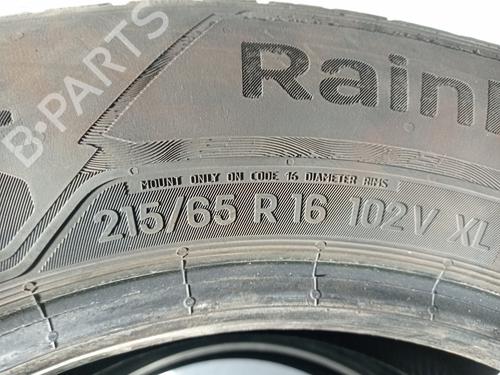 B-PARTS
Rain
MOUNT ONLY ON CODE 16 DIAMETER RIMS
215/65 R 16 102V XL